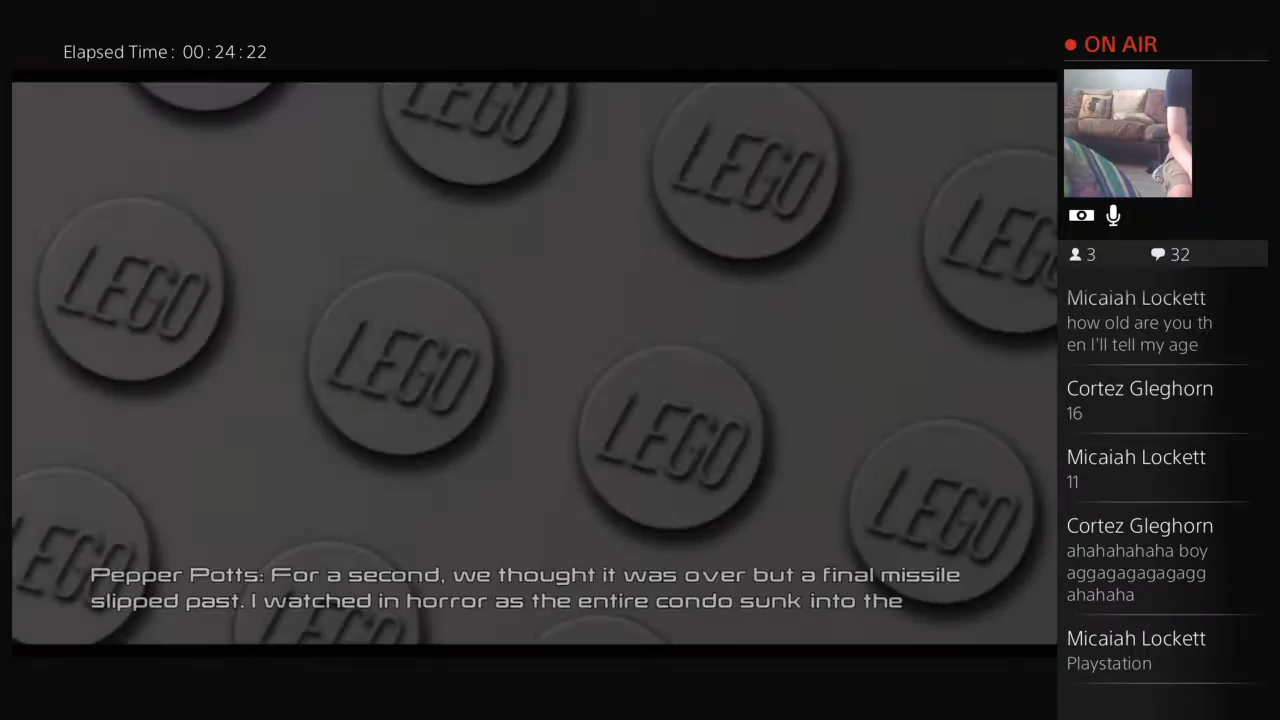 Elapsed Time: 00:24:22
ON AIR
LEGO
LEGO
LEGO
LEGO
LEGO
LEGO
LEGO
LEGO
LEGO
LEGO
Pepper Potts: For a second, we thought it was over but a final missile
slipped past. I watched in horror as the entire condo sunk into the
3 32
Micaiah Lockett
how old are you th
en I'll tell my age
Cortez Gleghorn
16
Micaiah Lockett
11
Cortez Gleghorn
ahahahahaha boy
aggagagagagagg
ahahaha
Micaiah Lockett
Playstation